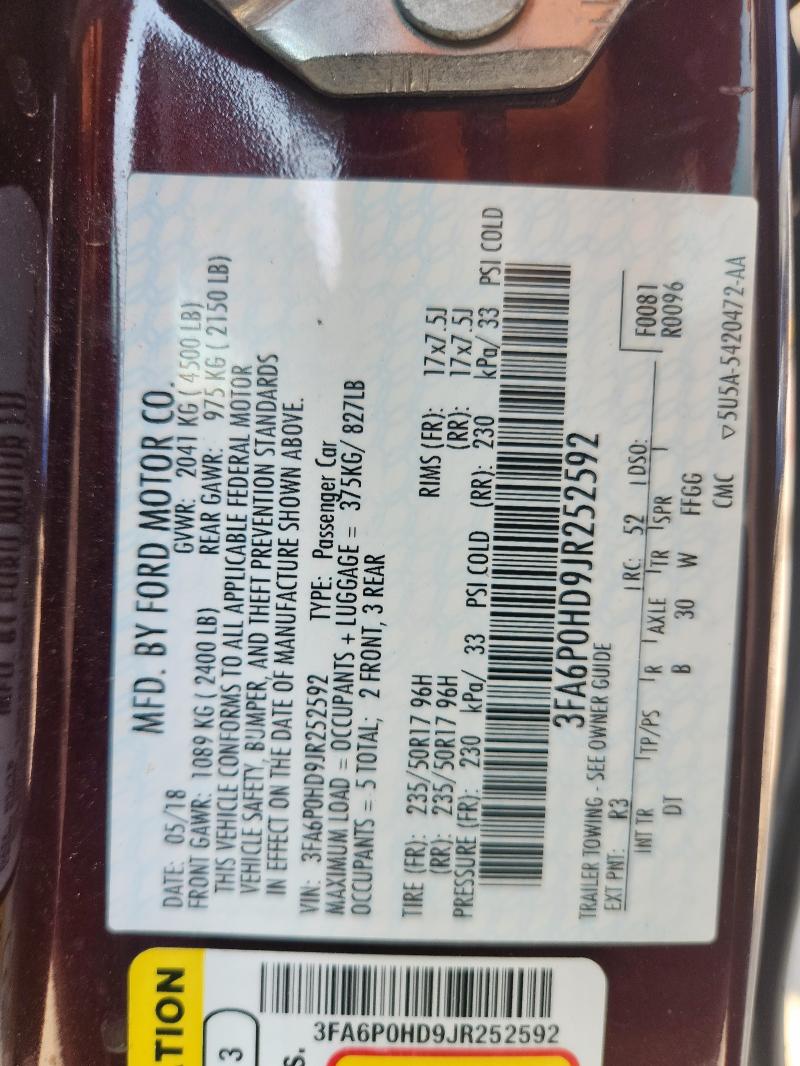 MFD. BY FORD MOTOR CO.
DATE: 05/18 GVWR: 2041 KG ( 4500 LB)
FRONT GAWR: 1089 KG ( 2400 LB) REAR GAWR: 975 KG ( 2150 LB)
THIS VEHICLE CONFORMS TO ALL APPLICABLE FEDERAL MOTOR
VEHICLE SAFETY, BUMPER, AND THEFT PREVENTION STANDARDS
IN EFFECT ON THE DATE OF MANUFACTURE SHOWN ABOVE.
VIN: 3FA6P0HD9JR252592 TYPE: Passenger Car
MAXIMUM LOAD = OCCUPANTS + LUGGAGE = 375KG/ 827LB
OCCUPANTS = 5 TOTAL; 2 FRONT, 3 REAR
TIRE (FR): 235/50R17 96H RIMS (FR): 17x7.5J
(RR): 235/50R17 96H (RR): 17x7.5J
PRESSURE (FR): 230 kPa/ 33 PSI COLD (RR): 230 kPa/ 33 PSI COLD
3FA6P0HD9JR252592
TRAILER TOWING - SEE OWNER GUIDE
EXT PNT: R3 RC: 52 DSO: F0081
INT TR TP/PS R AXLE TR SPR R0096
DT B 30 W FFGG
CMC ▽5U5A-5420472-AA
TION
3
S.
3FA6P0HD9JR252592